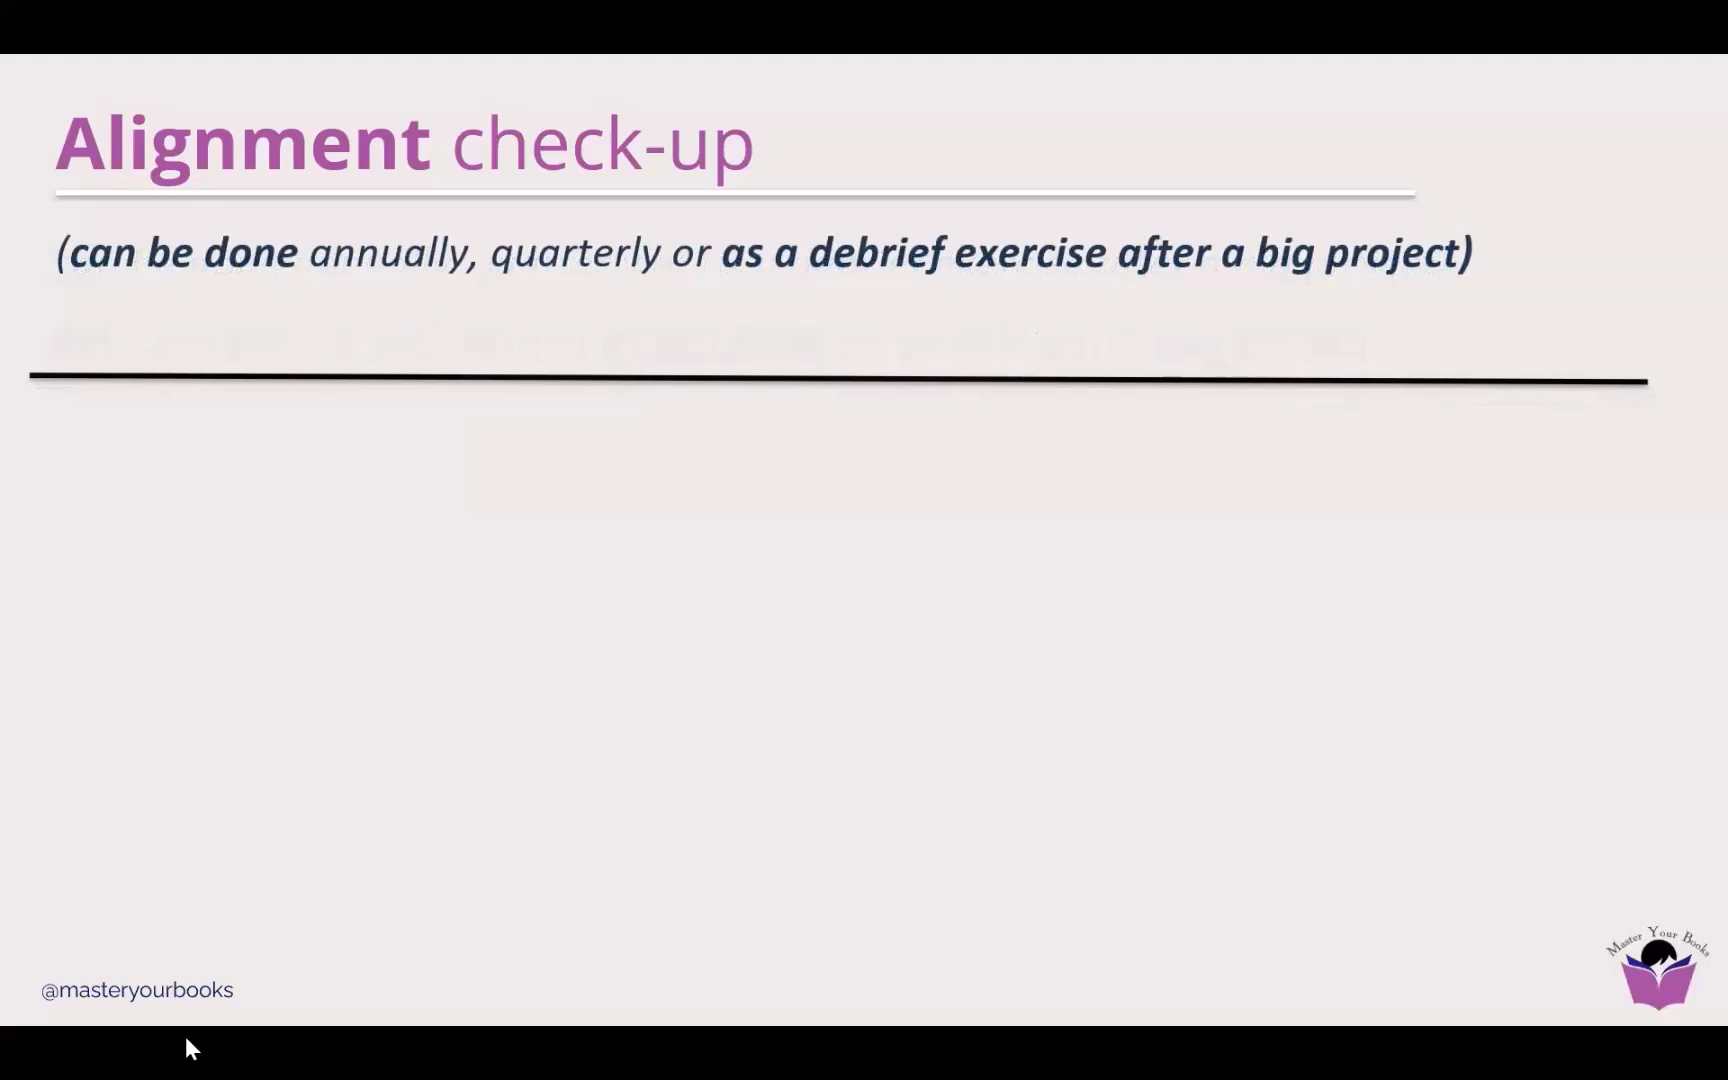 Alignment check-up
(can be done annually, quarterly or as a debrief exercise after a big project)
@masteryourbooks
Master Your Books